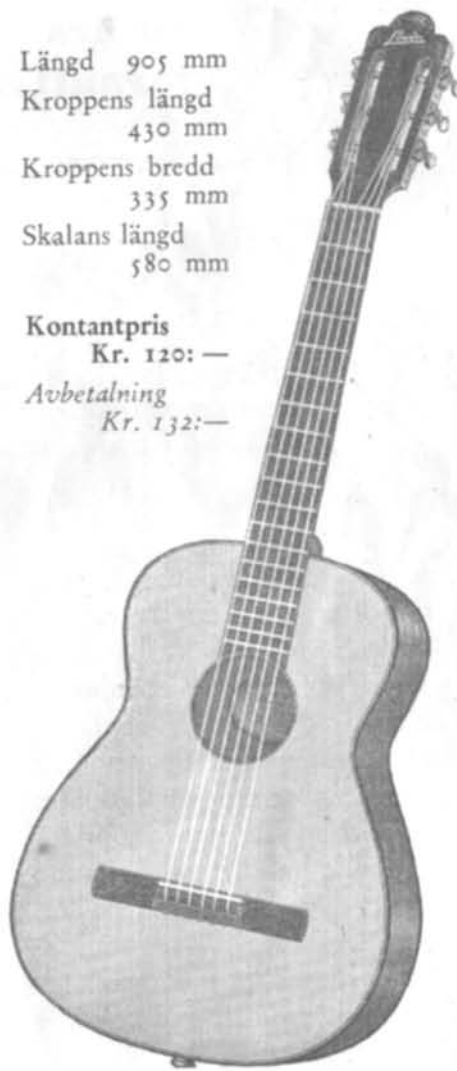 Längd 905 mm
Kroppens längd
430 mm
Kroppens bredd
335 mm
Skalans längd
580 mm
Kontantpris
Kr. 120: —
Avbetalning
Kr. 132:—